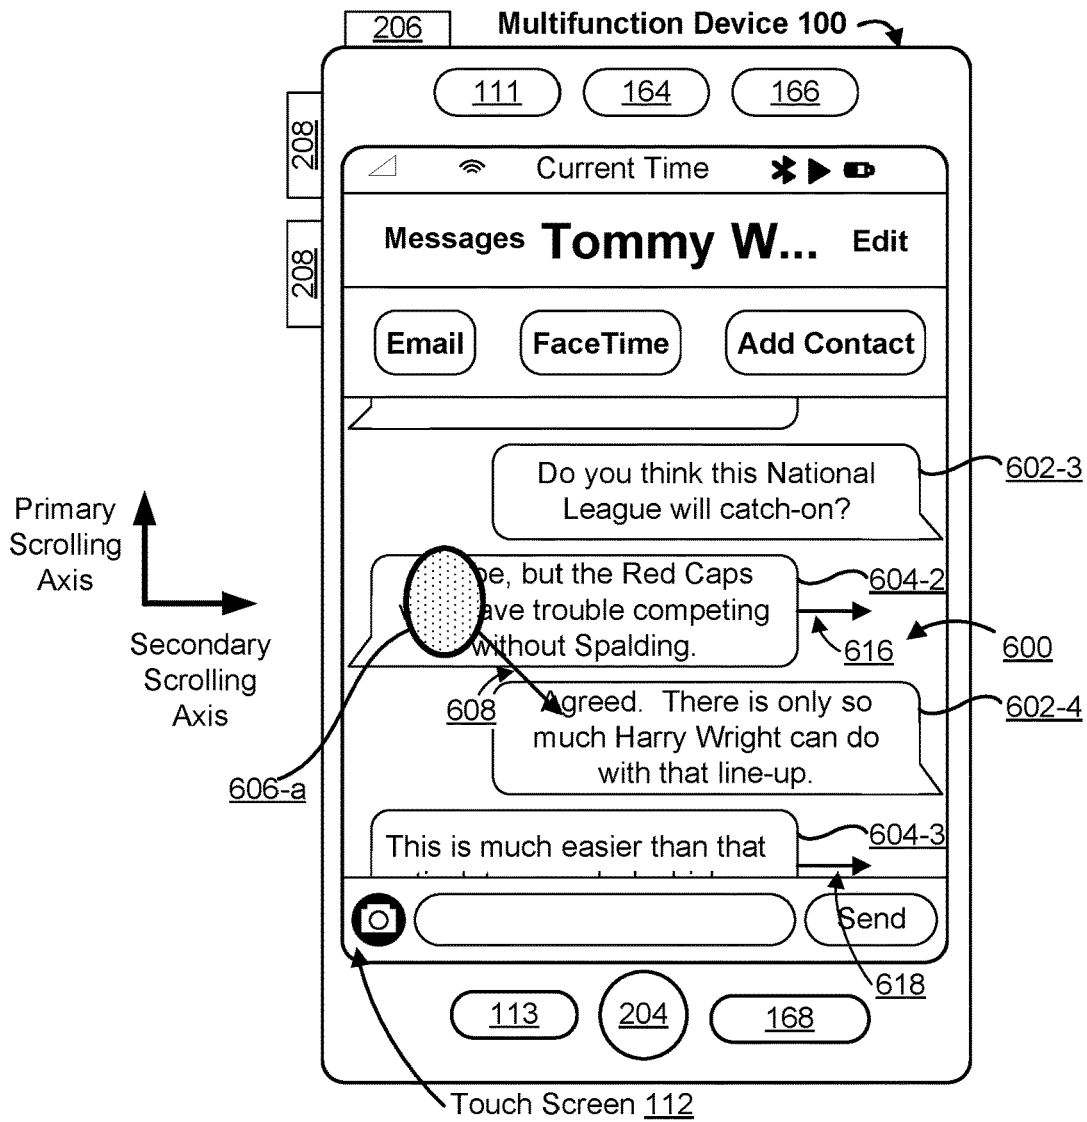 206
Multifunction Device 100
111
164
166
208
208
Current Time
Messages
Tommy W...
Edit
Email
FaceTime
Add Contact
Do you think this National
League will catch-on?
602-3
Primary
Scrolling
Axis
Secondary
Scrolling
Axis
but the Red Caps
trouble competing
without Spalding.
604-2
616
600
608
Agreed. There is only so
much Harry Wright can do
with that line-up.
602-4
606-a
This is much easier than that
604-3
Send
618
113
204
168
Touch Screen 112